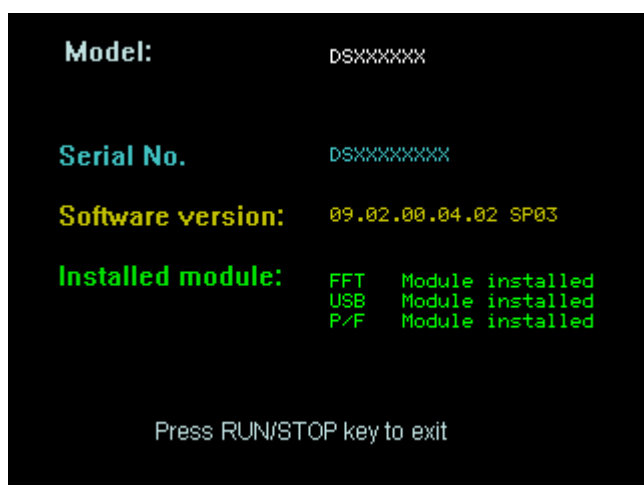 Model: DSXXXXXX
Serial No. DSXXXXXXXX
Software version: 09.02.00.04.02 SP03
Installed module: FFT Module installed
USB Module installed
P/F Module installed
Press RUN/STOP key to exit